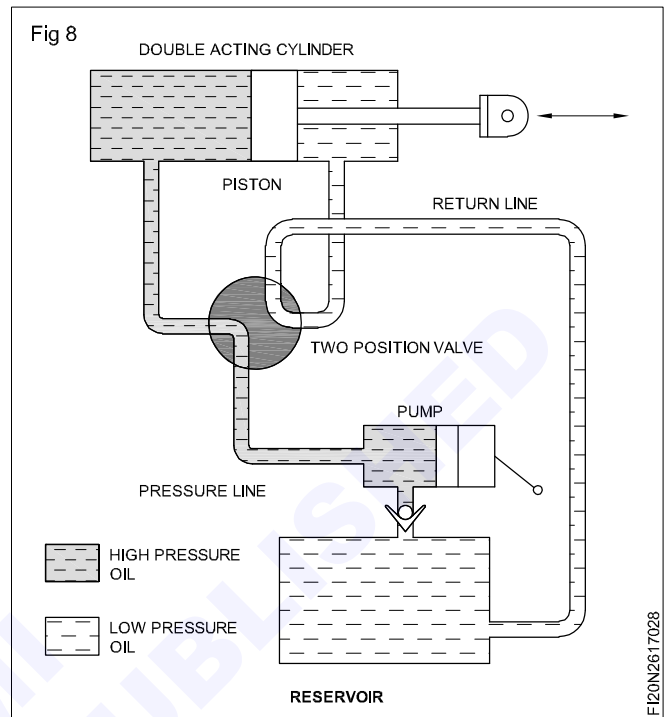 Fig 8
DOUBLE ACTING CYLINDER
PISTON
RETURN LINE
TWO POSITION VALVE
PUMP
PRESSURE LINE
HIGH PRESSURE
OIL
LOW PRESSURE
OIL
RESERVOIR
FI20N2617028